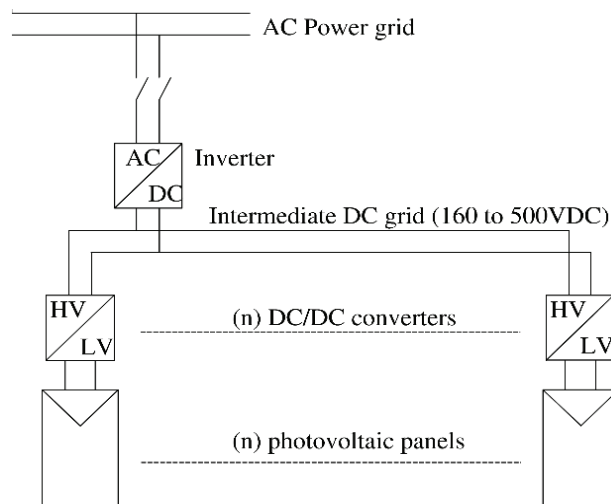 AC Power grid
AC
DC
Inverter
Intermediate DC grid (160 to 500VDC)
HV
LV
(n) DC/DC converters
HV
LV
(n) photovoltaic panels